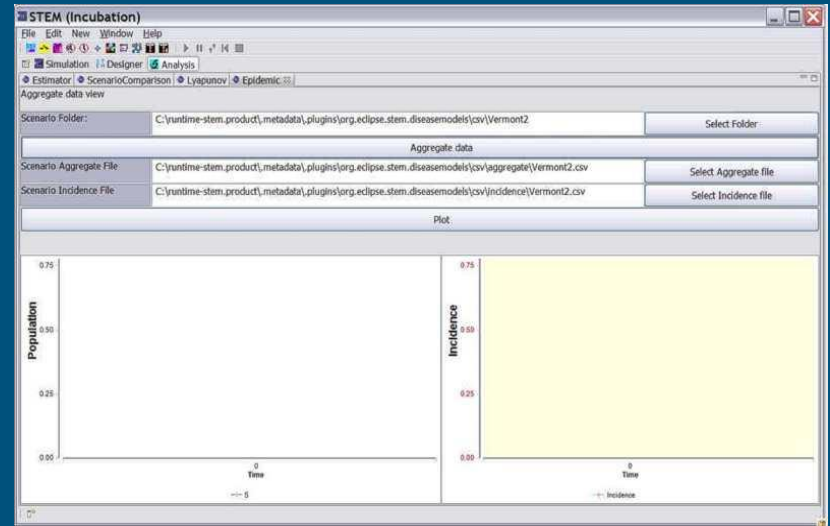 STEM (Incubation)
File Edit New Window Help
Simulation Designer Analysis
Estimator ScenarioComparison Lyapunov Epidemic
Aggregate data view
Scenario Folder: C:\runtime-stem.product\.metadata\.plugins\org.eclipse.stem.diseasemodels\csv\Vermont2 Select Folder
Aggregate data
Scenario Aggregate File C:\runtime-stem.product\.metadata\.plugins\org.eclipse.stem.diseasemodels\csv\aggregate\Vermont2.csv Select Aggregate file
Scenario Incidence File C:\runtime-stem.product\.metadata\.plugins\org.eclipse.stem.diseasemodels\csv\incidence\Vermont2.csv Select Incidence file
Plot
Population
0.75
0.50
0.25
0.00
0
Time
S
Incidence
0.75
0.50
0.25
0.00
0
Time
Incidence